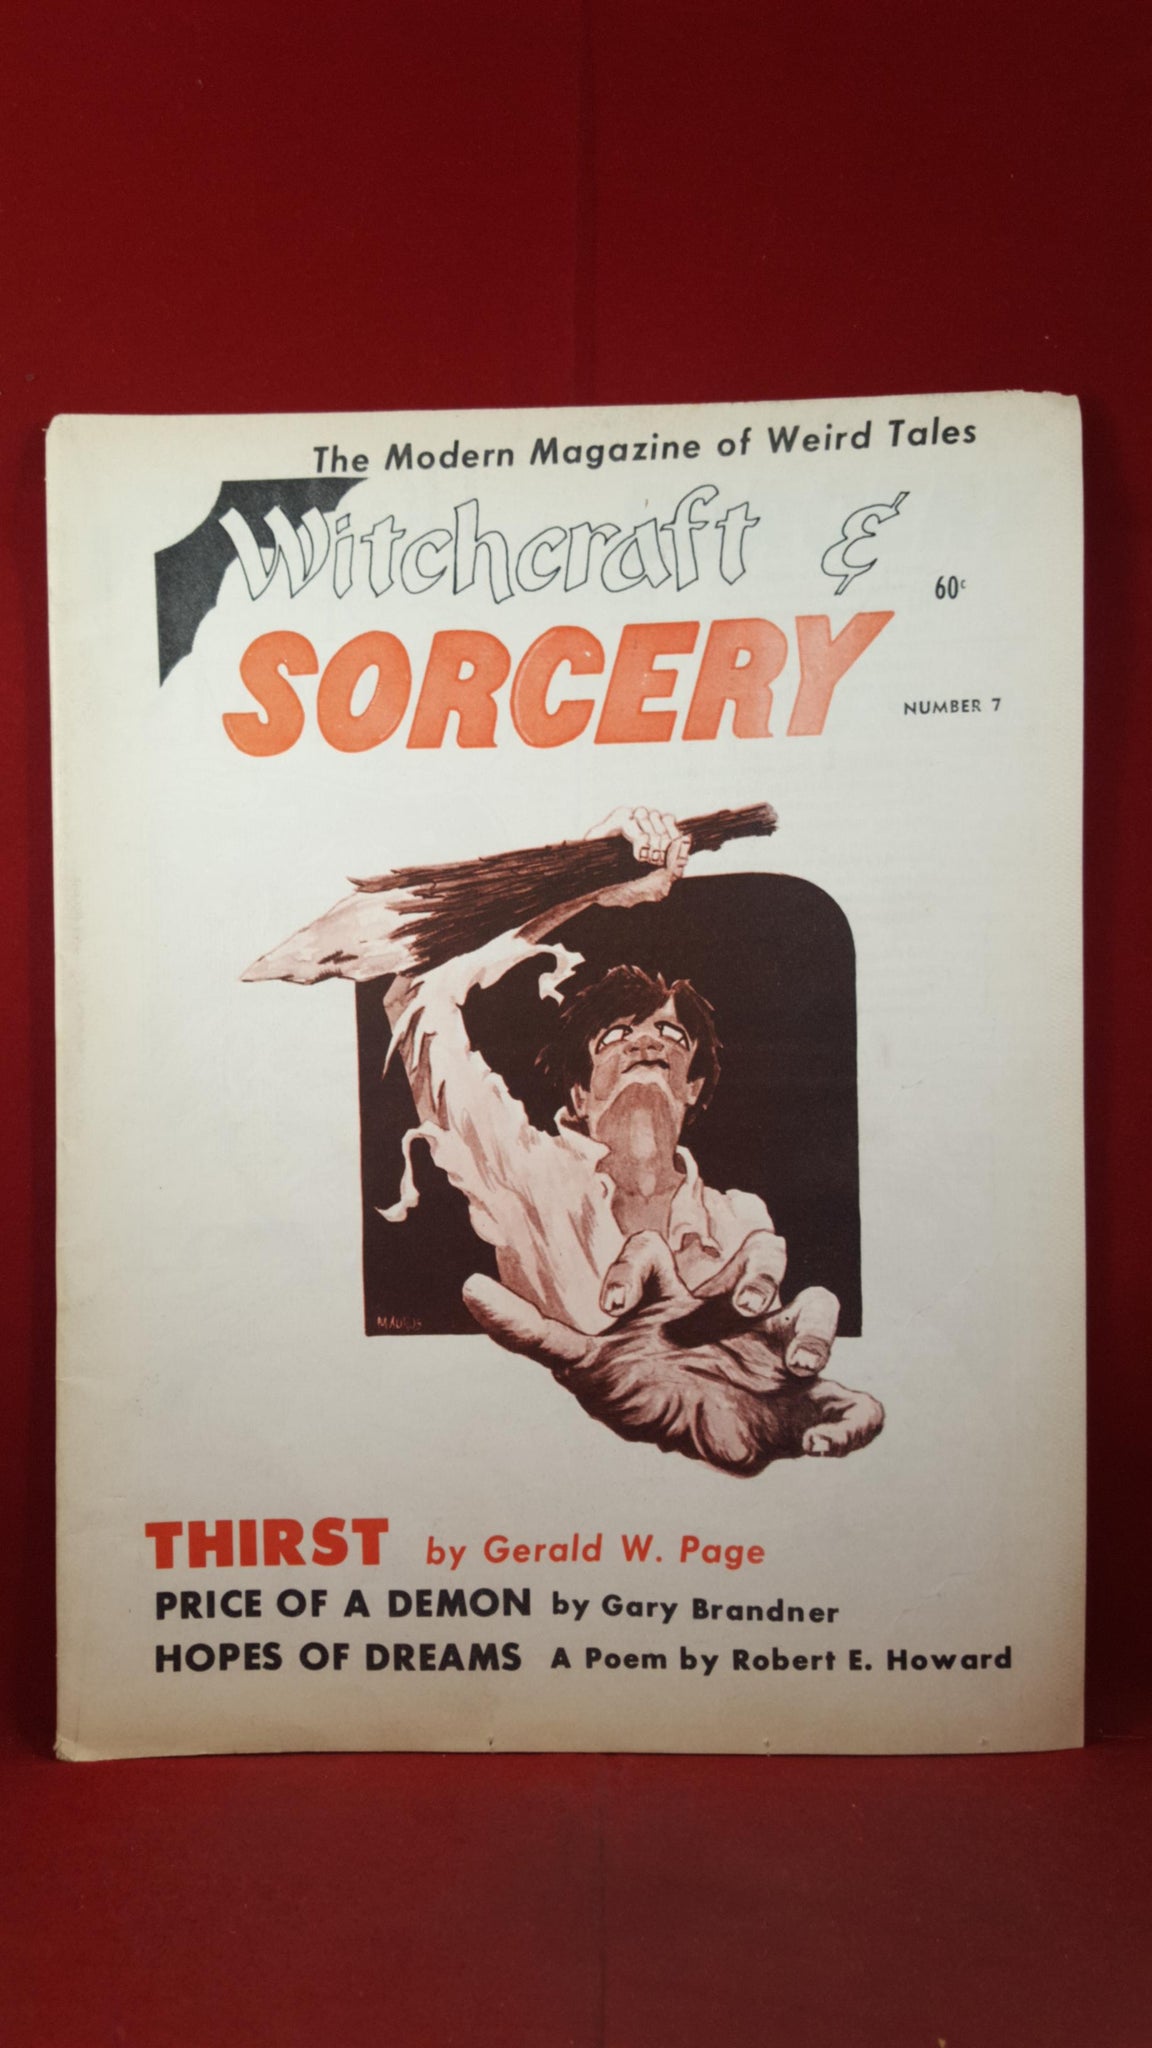 The Modern Magazine of Weird Tales
Witchcraft &
60c
SORCERY
NUMBER 7
THIRST by Gerald W. Page
PRICE OF A DEMON by Gary Brandner
HOPES OF DREAMS A Poem by Robert E. Howard